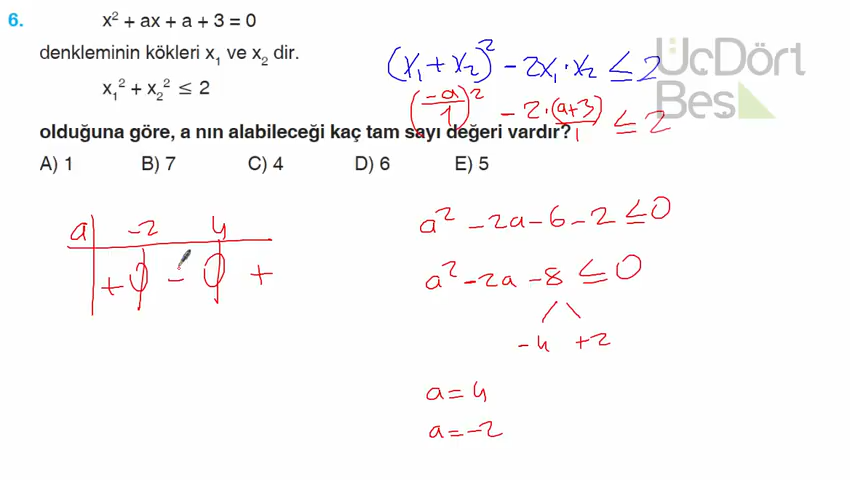 6. x² + ax + a + 3 = 0
denkleminin kökleri x₁ ve x₂ dir.
x₁² + x₂² ≤ 2
olduğuna göre, a nın alabileceği kaç tam sayı değeri vardır?
A) 1 B) 7 C) 4 D) 6 E) 5
(x₁ + x₂)² - 2x₁·x₂ ≤ 2
(-a/1)² - 2·(a+3)/1 ≤ 2
a² - 2a - 6 - 2 ≤ 0
a² - 2a - 8 ≤ 0
-4 +2
a = 4
a = -2
a -2 4
+ 0 - 0 +
ÜçDört
Beş